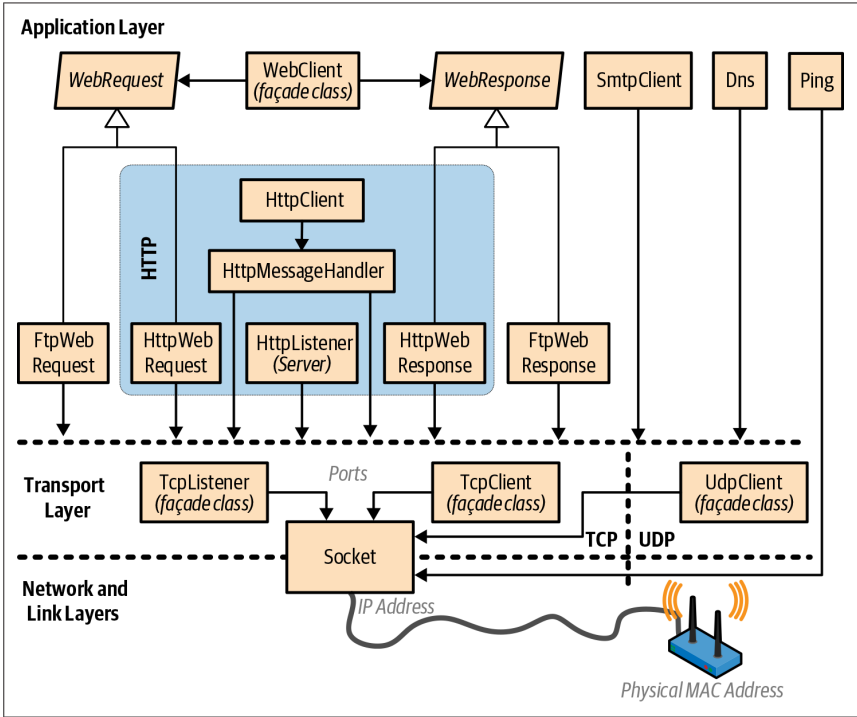 Application Layer
WebRequest
WebClient
(façade class)
WebResponse
SmtpClient
Dns
Ping
HTTP
HttpClient
HttpMessageHandler
FtpWeb
Request
HttpWeb
Request
HttpListener
(Server)
HttpWeb
Response
FtpWeb
Response
Transport
Layer
TcpListener
(façade class)
Ports
TcpClient
(façade class)
UdpClient
(façade class)
Socket
TCP
UDP
Network and
Link Layers
IP Address
Physical MAC Address